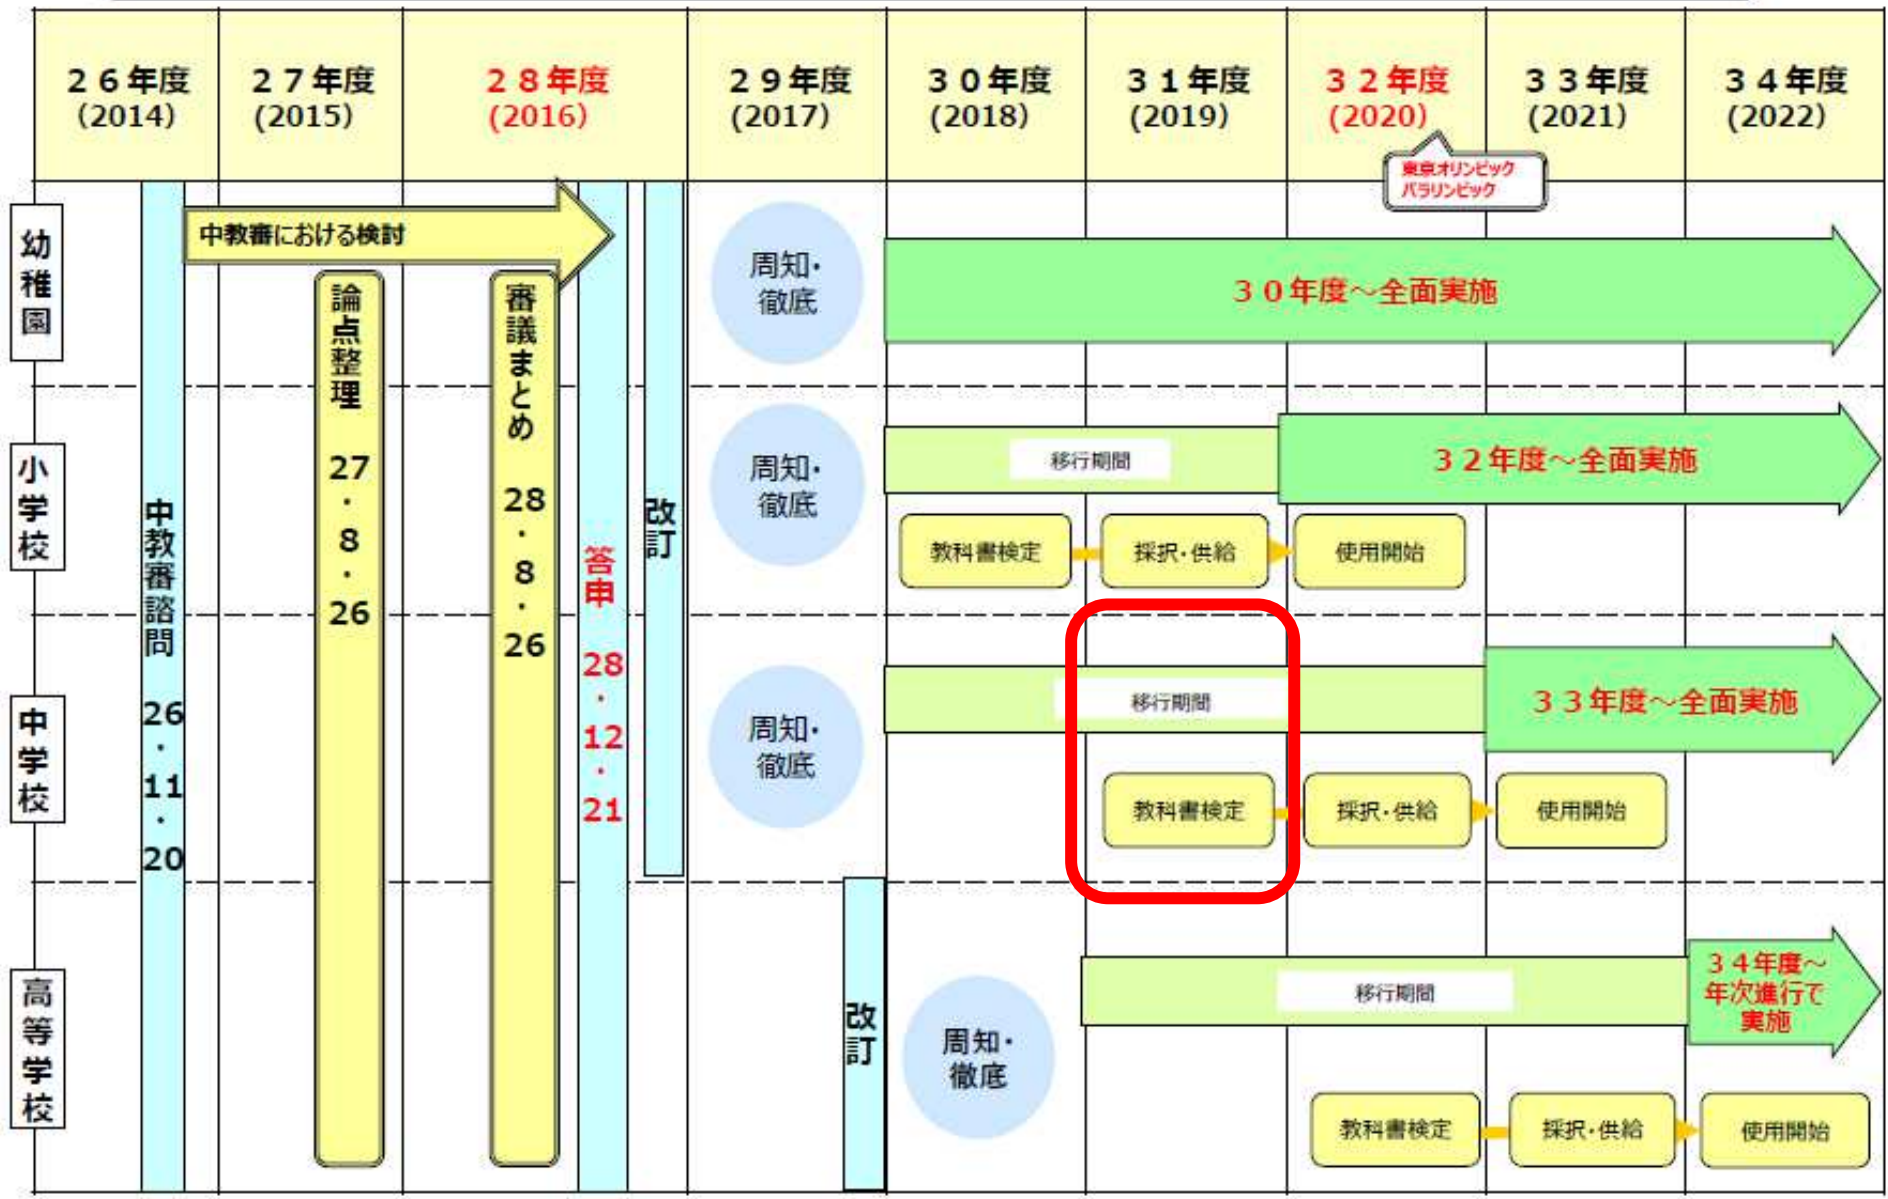 ２６年度
(2014)
２７年度
(2015)
２８年度
(2016)
２９年度
(2017)
３０年度
(2018)
３１年度
(2019)
３２年度
(2020)
３３年度
(2021)
３４年度
(2022)
東京オリンピック
パラリンピック
幼稚園
中教審における検討
周知・
徹底
３０年度～全面実施
中教審諮問 26・11・20
論点整理 27・8・26
審議まとめ 28・8・26
答申 28・12・21
改訂
小学校
周知・
徹底
移行期間
３２年度～全面実施
教科書検定
採択・供給
使用開始
中学校
周知・
徹底
移行期間
３３年度～全面実施
教科書検定
採択・供給
使用開始
高等学校
改訂
周知・
徹底
移行期間
３４年度～
年次進行で
実施
教科書検定
採択・供給
使用開始